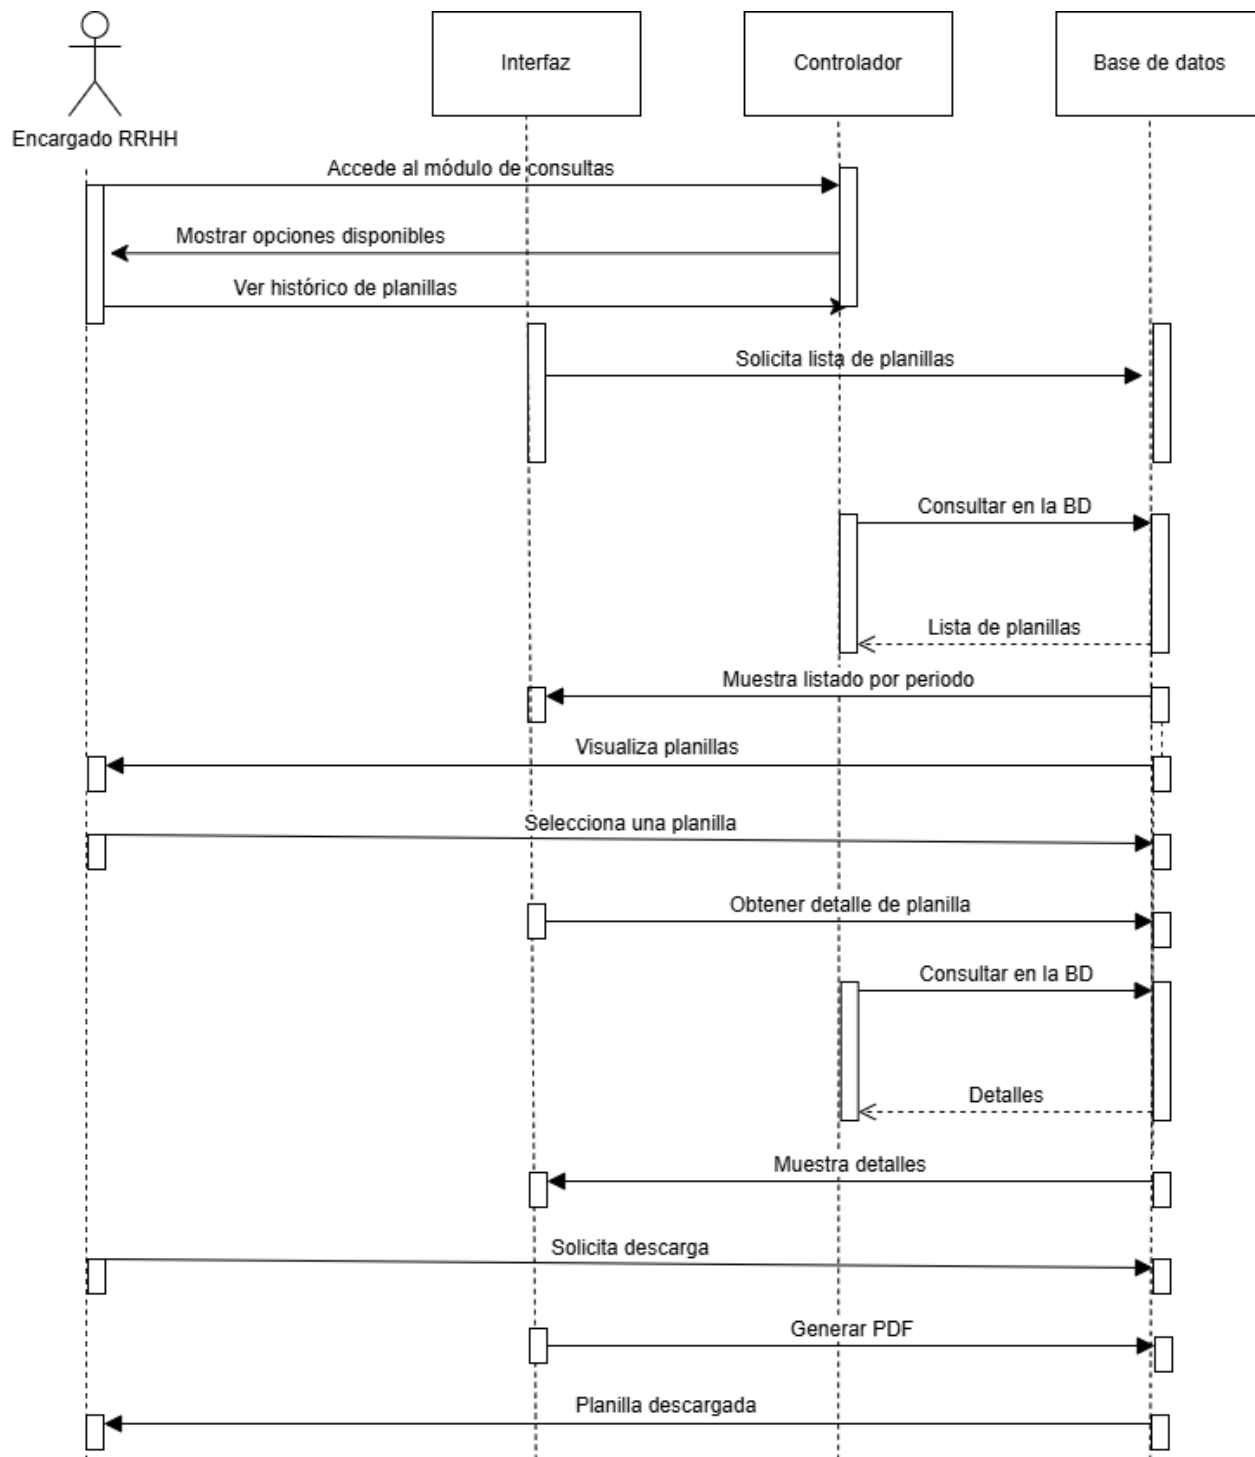 Encargado RRHH
Interfaz
Controlador
Base de datos
Accede al módulo de consultas
Mostrar opciones disponibles
Ver histórico de planillas
Solicita lista de planillas
Consultar en la BD
Lista de planillas
Muestra listado por periodo
Visualiza planillas
Selecciona una planilla
Obtener detalle de planilla
Consultar en la BD
Detalles
Muestra detalles
Solicita descarga
Generar PDF
Planilla descargada